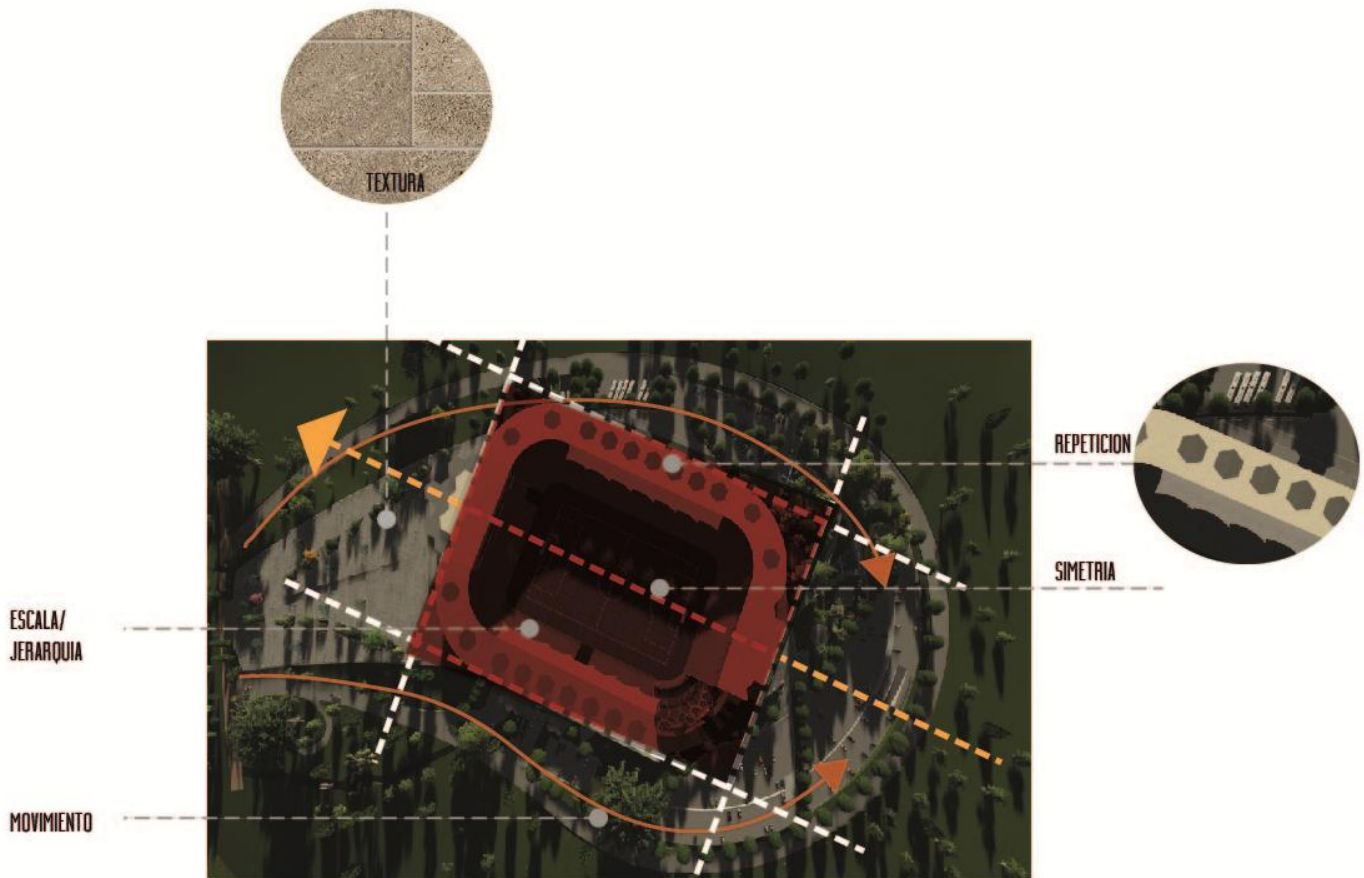 TEXTURA
REPETICION
SIMETRIA
ESCALA/
JERARQUIA
MOVIMIENTO